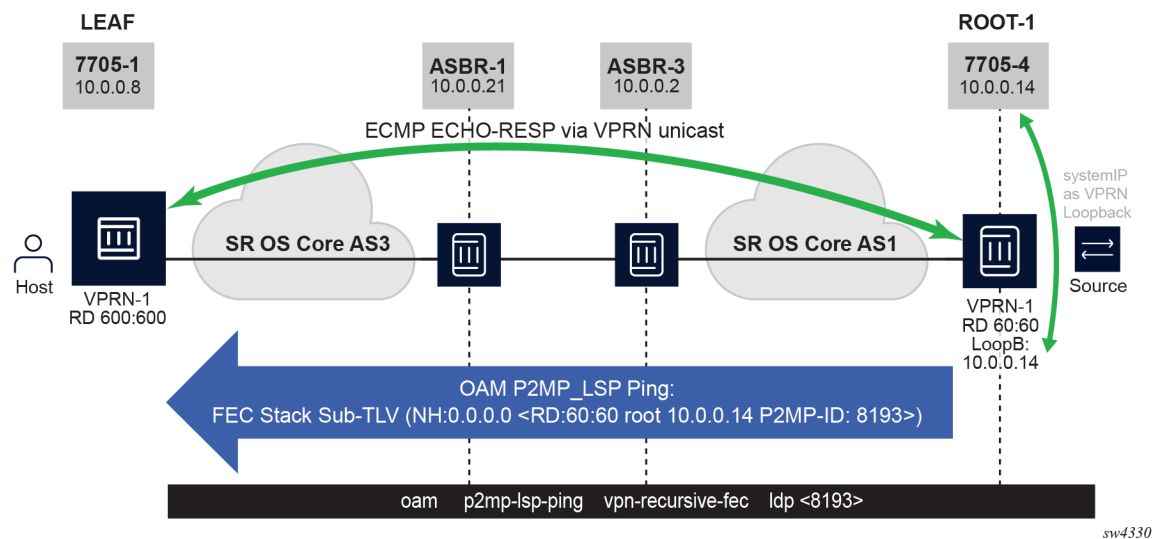 LEAF
ROOT-1
7705-1
10.0.0.8
ASBR-1
10.0.0.21
ASBR-3
10.0.0.2
7705-4
10.0.0.14
ECMP ECHO-RESP via VPRN unicast
systemIP
as VPRN
Loopback
SR OS Core AS3
SR OS Core AS1
Host
Source
VPRN-1
RD 600:600
VPRN-1
RD 60:60
LoopB:
10.0.0.14
OAM P2MP_LSP Ping:
FEC Stack Sub-TLV (NH:0.0.0.0 <RD:60:60 root 10.0.0.14 P2MP-ID: 8193>)
oam p2mp-lsp-ping vpn-recursive-fec ldp <8193>
sw4330